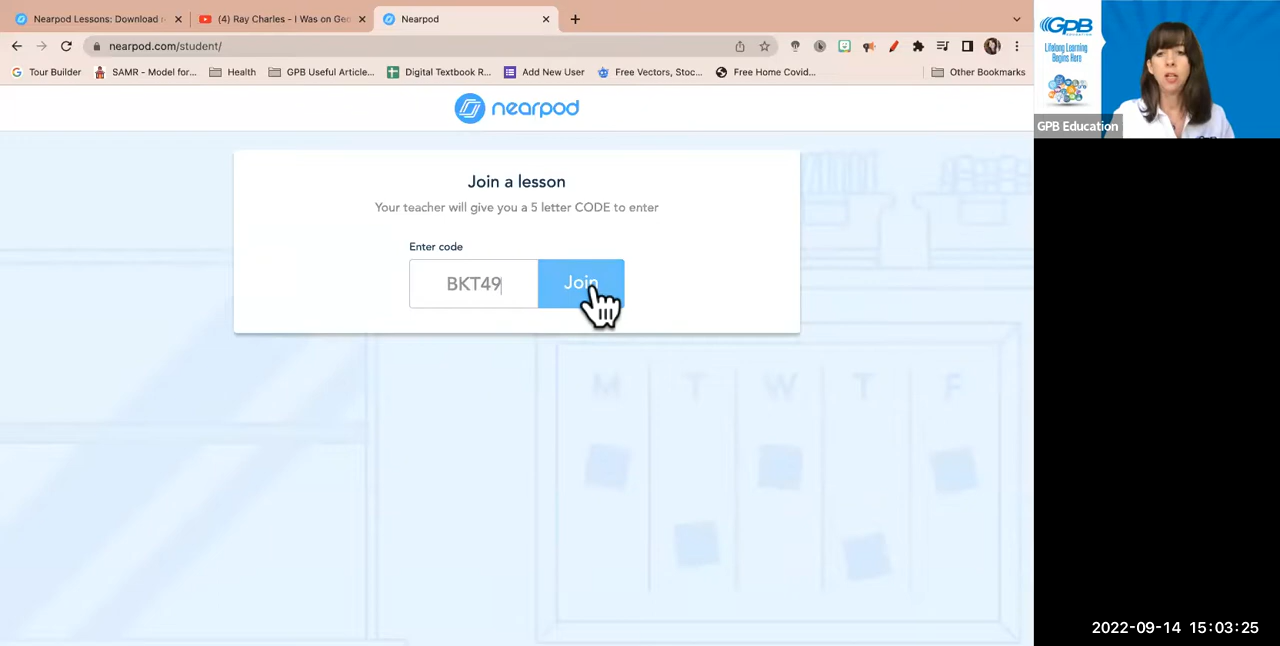 Nearpod Lessons: Download r
(4) Ray Charles - I Was on Geo
Nearpod
nearpod.com/student/
Tour Builder
SAMR - Model for...
Health
GPB Useful Article...
Digital Textbook R...
Add New User
Free Vectors, Stoc...
Free Home Covid...
Other Bookmarks
nearpod
Join a lesson
Your teacher will give you a 5 letter CODE to enter
Enter code
BKT49
Join
M T W T F
GPB
EDUCATION
Lifelong Learning
Begins Here
GPB Education
2022-09-14 15:03:25